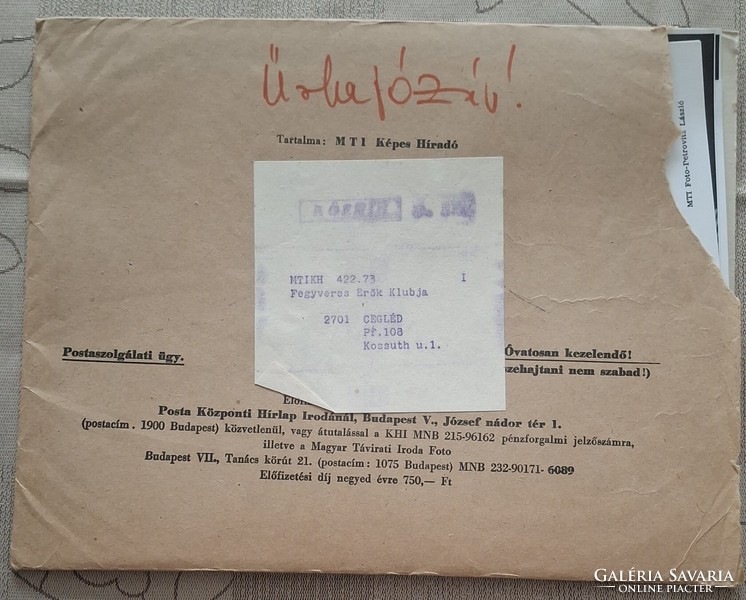 Űrhajózás!
Tartalma: MTI Képes Híradó
MTI Foto-Petrovits László
MTIKH 422.73 I
Fegyveres Erők Klubja
2701 CEGLÉD
Pf.108
Kossuth u.1.
Postaszolgálati ügy.
Óvatosan kezelendő!
szehajtani nem szabad!)
Posta Központi Hírlap Irodánál, Budapest V., József nádor tér 1.
(postacím . 1900 Budapest) közvetlenül, vagy átutalással a KHI MNB 215-96162 pénzforgalmi jelzőszámra,
illetve a Magyar Távirati Iroda Foto
Budapest VII., Tanács körút 21. (postacím: 1075 Budapest) MNB 232-90171-6089
Előfizetési díj negyed évre 750,— Ft
GALÉRIA SAVARIA
ONLINE PIACTÉR